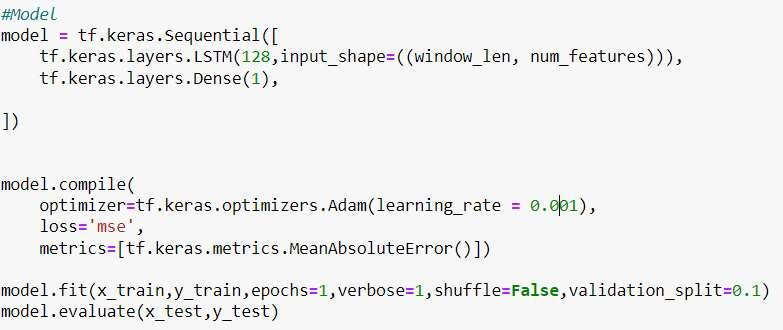 #Model
model = tf.keras.Sequential([
    tf.keras.layers.LSTM(128,input_shape=((window_len, num_features))),
    tf.keras.layers.Dense(1),
])
model.compile(
    optimizer=tf.keras.optimizers.Adam(learning_rate = 0.001),
    loss='mse',
    metrics=[tf.keras.metrics.MeanAbsoluteError()])
model.fit(x_train,y_train,epochs=1,verbose=1,shuffle=False,validation_split=0.1)
model.evaluate(x_test,y_test)